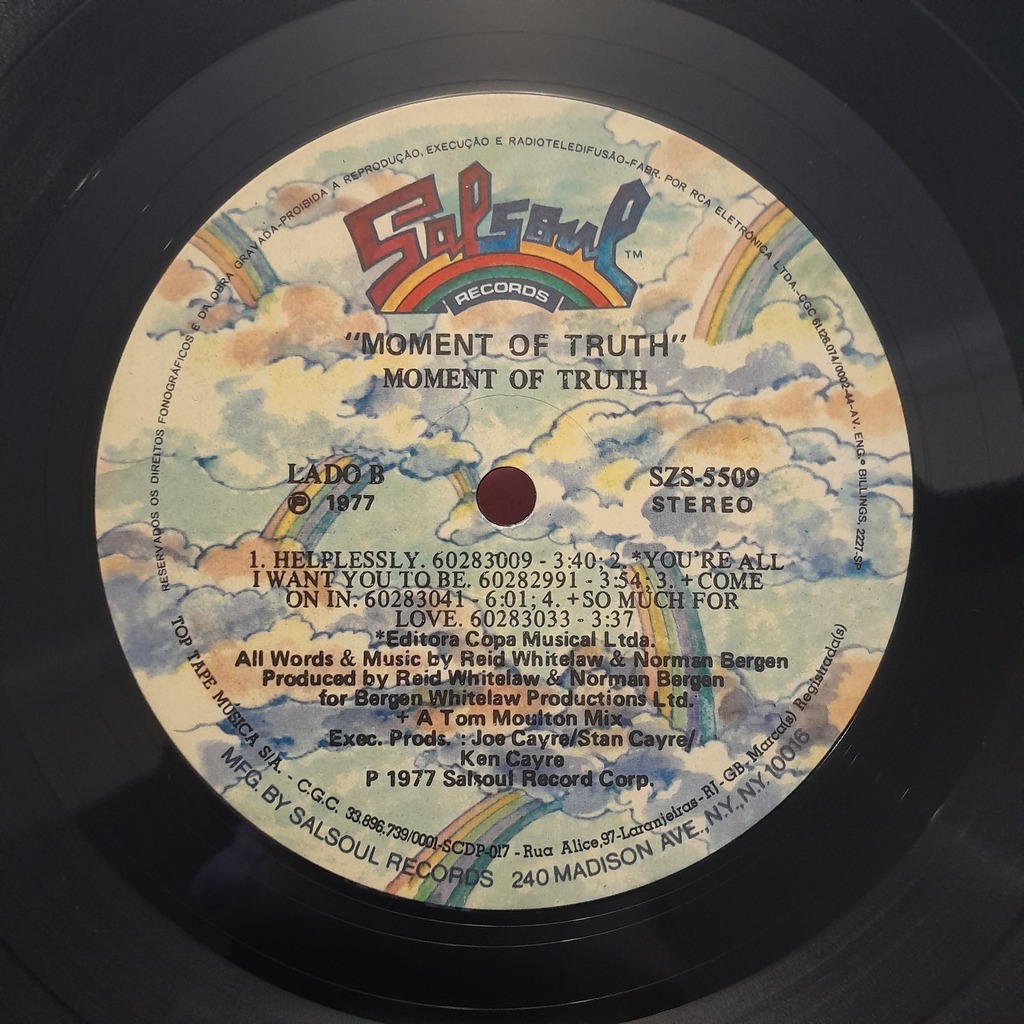 RESERVADOS OS DIREITOS FONOGRÁFICOS E DA OBRA GRAVADA-PROIBIDA A REPRODUÇÃO, EXECUÇÃO E RADIOTELEDIFUSÃO-FABR. POR RCA ELETRÔNICA LTDA.-CGC 61.126.074/0002-44-AV. ENG.º BILLINGS, 2227-SP
Salsoul TM
RECORDS
"MOMENT OF TRUTH"
MOMENT OF TRUTH
LADO B
℗ 1977
SZS-5509
STEREO
1. HELPLESSLY. 60283009 - 3:40; 2. *YOU'RE ALL
I WANT YOU TO BE. 60282991 - 3:54; 3. +COME
ON IN. 60283041 - 6:01; 4. +SO MUCH FOR
LOVE. 60283033 - 3:37
*Editora Copa Musical Ltda.
All Words & Music by Reid Whitelaw & Norman Bergen
Produced by Reid Whitelaw & Norman Bergen
for Bergen Whitelaw Productions Ltd.
+ A Tom Moulton Mix
Exec. Prods. : Joe Cayre/Stan Cayre/
Ken Cayre
P 1977 Salsoul Record Corp.
TOP TAPE MÚSICA S/A. - C.G.C. 33.896.739/0001-SCDP-017 - Rua Alice,97-Laranjeiras-RJ-GB-Marca(s) Registrada(s)
MFG. BY SALSOUL RECORDS 240 MADISON AVE.,N.Y.,N.Y. 10016